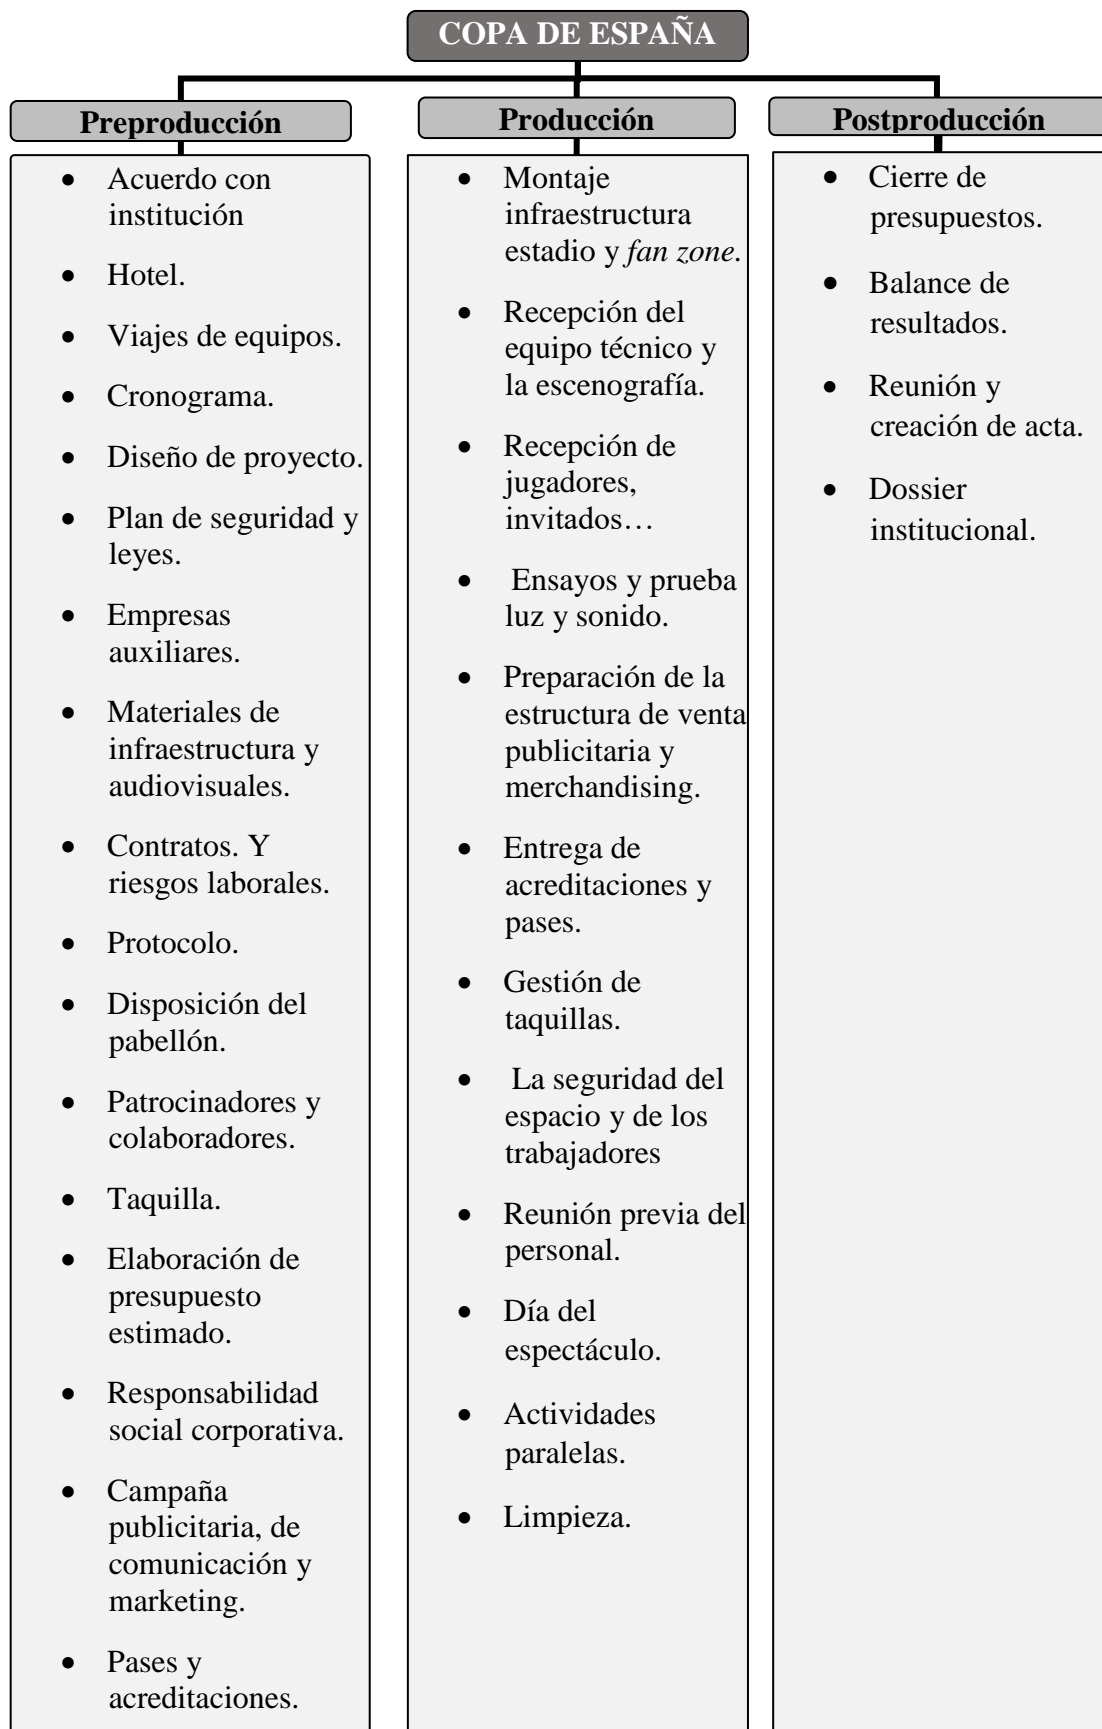 COPA DE ESPAÑA
Preproducción
Acuerdo con
institución
Hotel.
Viajes de equipos.
Cronograma.
Diseño de proyecto.
Plan de seguridad y
leyes.
Empresas
auxiliares.
Materiales de
infraestructura y
audiovisuales.
Contratos. Y
riesgos laborales.
Protocolo.
Disposición del
pabellón.
Patrocinadores y
colaboradores.
Taquilla.
Elaboración de
presupuesto
estimado.
Responsabilidad
social corporativa.
Campaña
publicitaria, de
comunicación y
marketing.
Pases y
acreditaciones.
Producción
Montaje
infraestructura
estadio y fan zone.
Recepción del
equipo técnico y
la escenografía.
Recepción de
jugadores,
invitados…
Ensayos y prueba
luz y sonido.
Preparación de la
estructura de venta
publicitaria y
merchandising.
Entrega de
acreditaciones y
pases.
Gestión de
taquillas.
La seguridad del
espacio y de los
trabajadores
Reunión previa del
personal.
Día del
espectáculo.
Actividades
paralelas.
Limpieza.
Postproducción
Cierre de
presupuestos.
Balance de
resultados.
Reunión y
creación de acta.
Dossier
institucional.